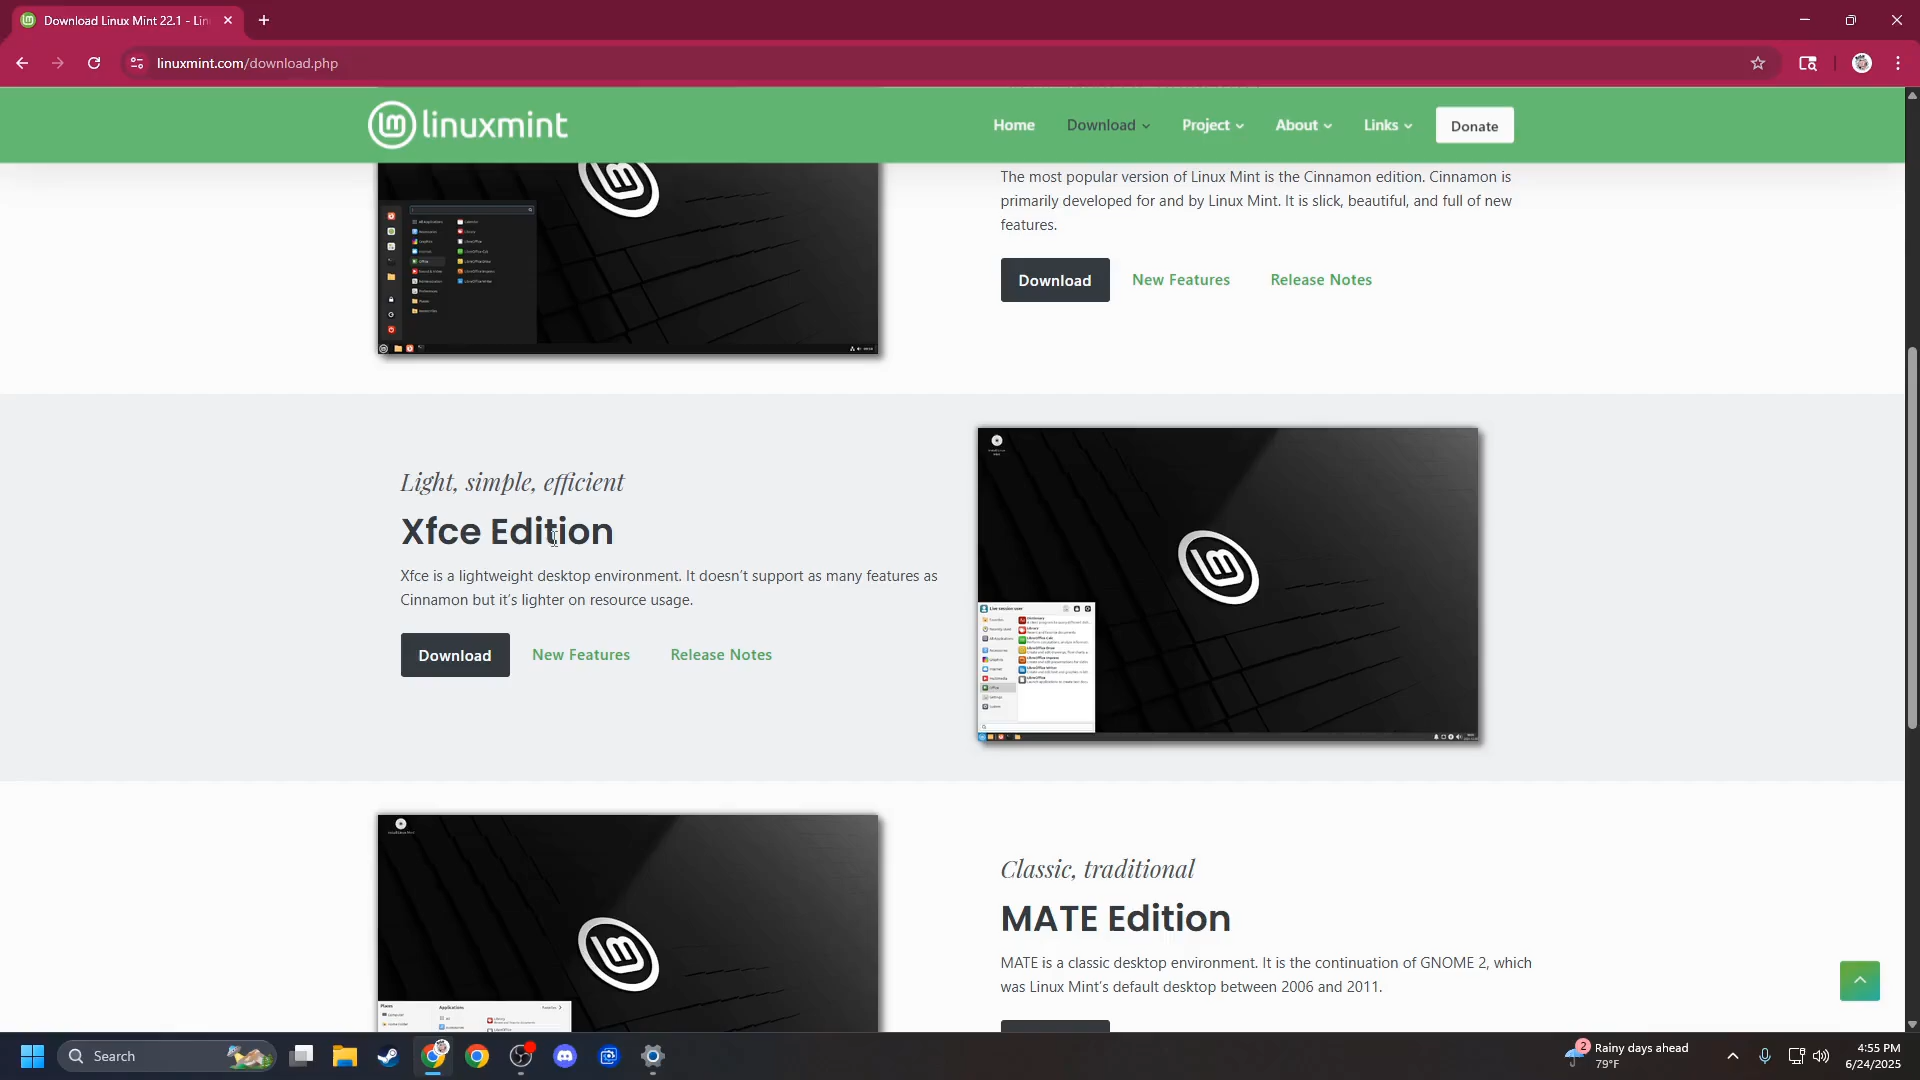 Download Linux Mint 22.1 - Lin
linuxmint.com/download.php
linuxmint
Home
Download
Project
About
Links
Donate
The most popular version of Linux Mint is the Cinnamon edition. Cinnamon is
primarily developed for and by Linux Mint. It is slick, beautiful, and full of new
features.
Download
New Features
Release Notes
Light, simple, efficient
Xfce Edition
Xfce is a lightweight desktop environment. It doesn't support as many features as
Cinnamon but it's lighter on resource usage.
Download
New Features
Release Notes
Classic, traditional
MATE Edition
MATE is a classic desktop environment. It is the continuation of GNOME 2, which
was Linux Mint's default desktop between 2006 and 2011.
Search
2
Rainy days ahead
79°F
4:55 PM
6/24/2025